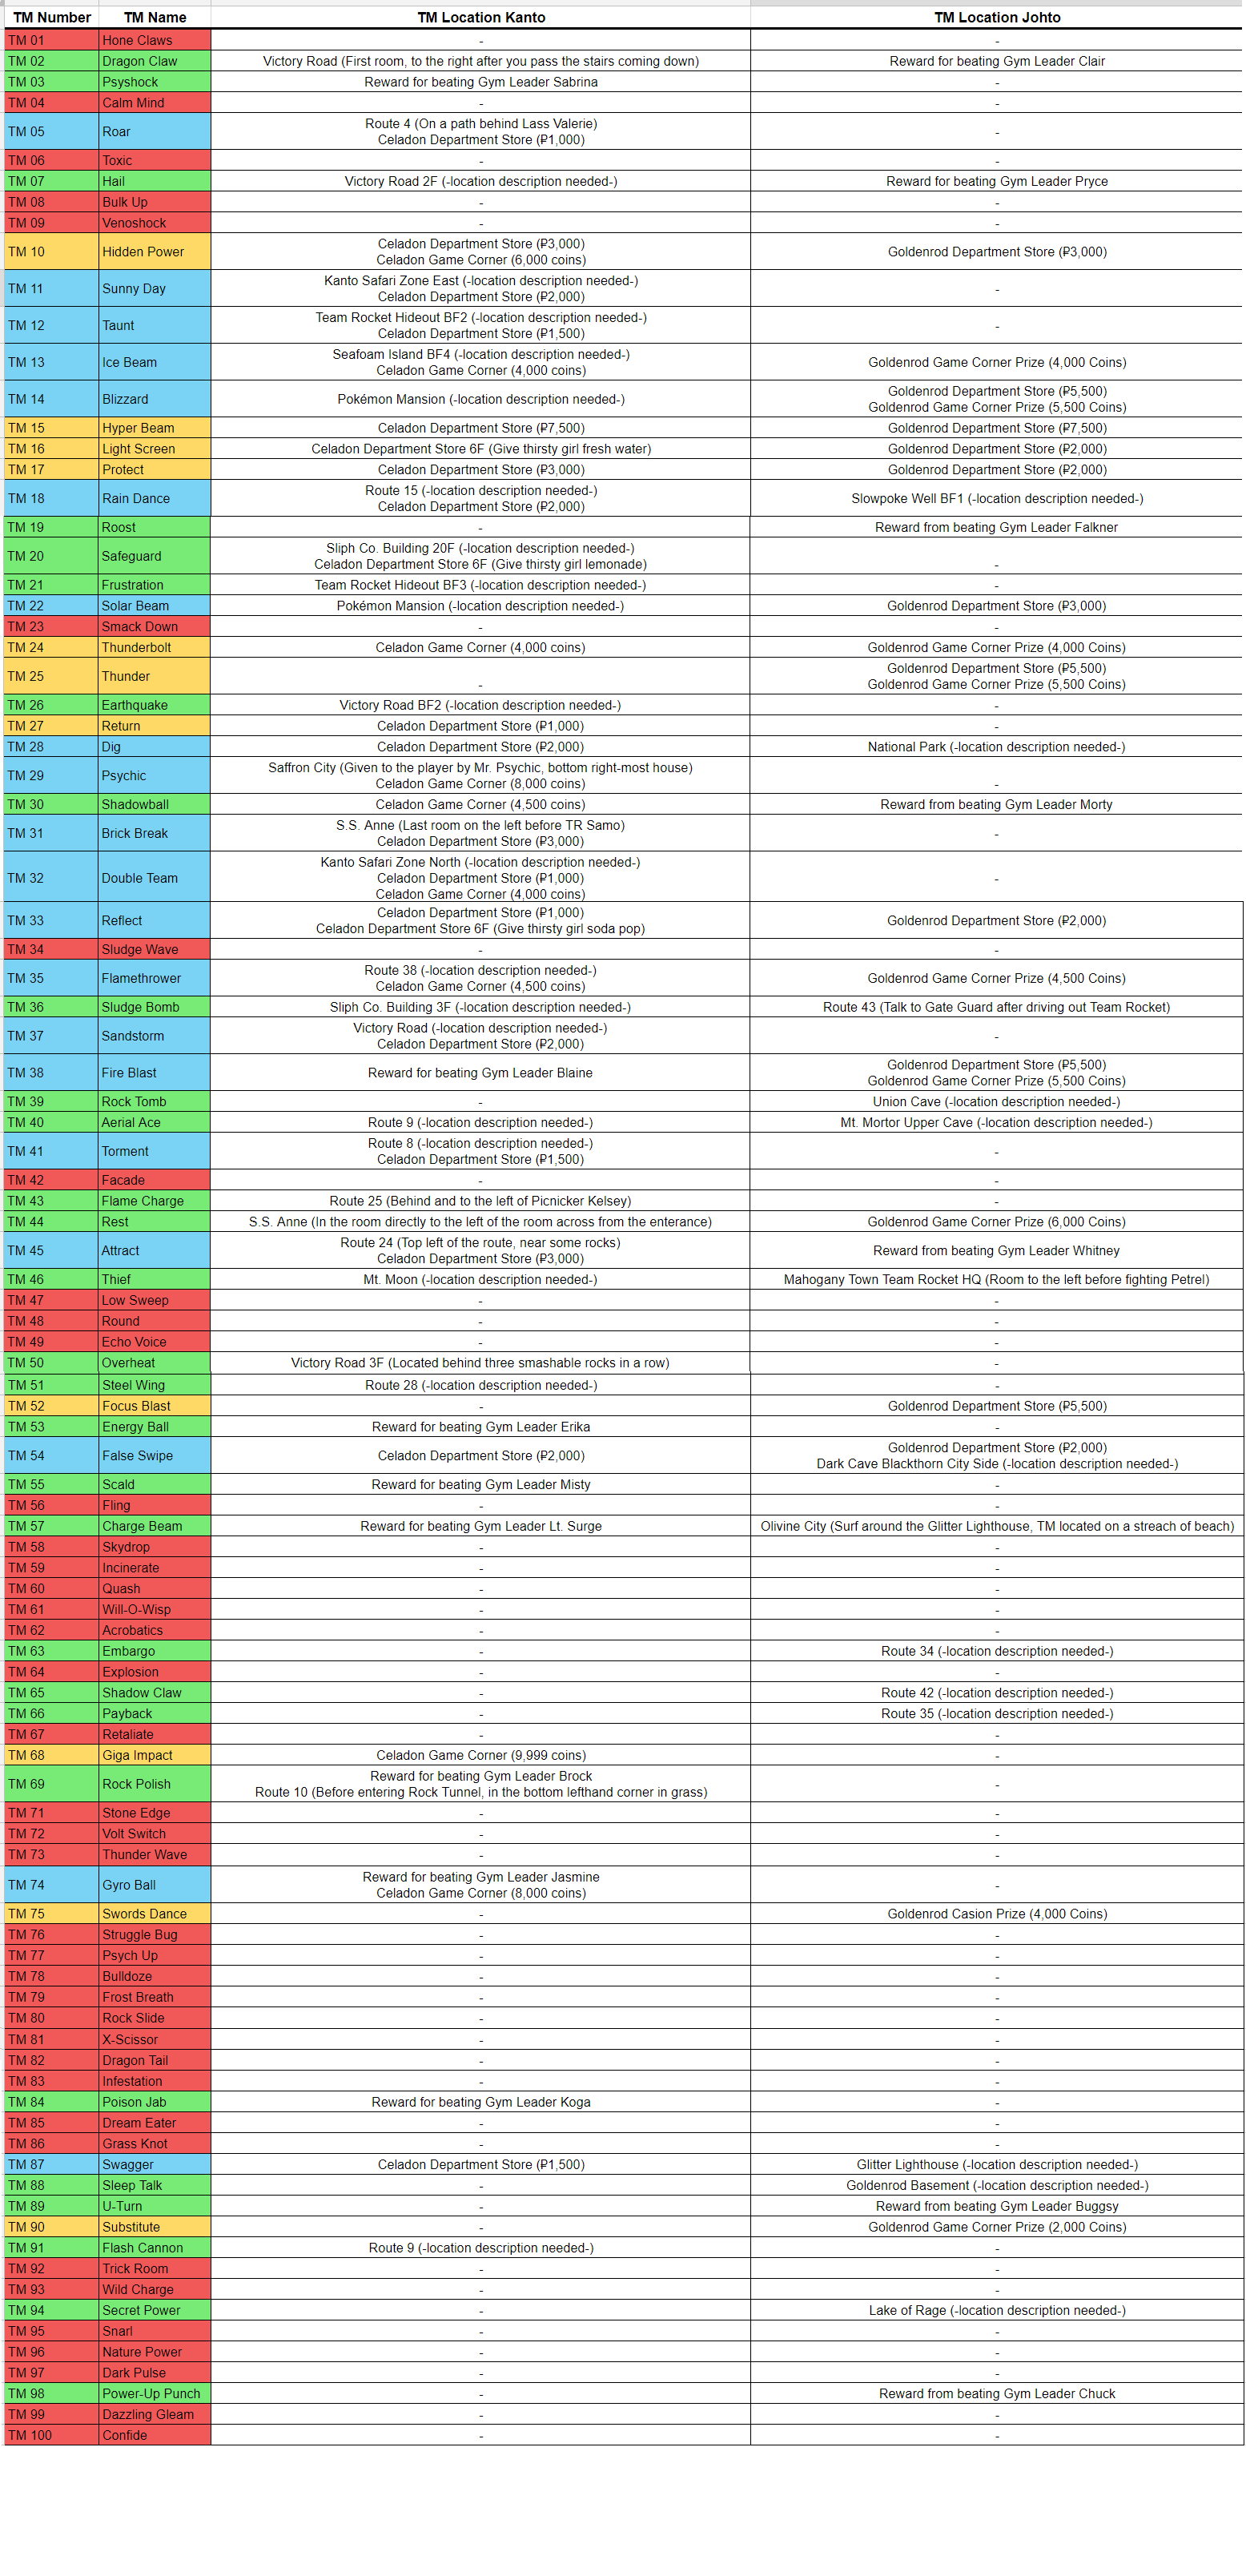 TM Number TM Name TM Location Kanto TM Location Johto
TM 01 Hone Claws - -
TM 02 Dragon Claw Victory Road (First room, to the right after you pass the stairs coming down) Reward for beating Gym Leader Clair
TM 03 Psyshock Reward for beating Gym Leader Sabrina -
TM 04 Calm Mind - -
TM 05 Roar Route 4 (On a path behind Lass Valerie)
Celadon Department Store (₽1,000) -
TM 06 Toxic - -
TM 07 Hail Victory Road 2F (-location description needed-) Reward for beating Gym Leader Pryce
TM 08 Bulk Up - -
TM 09 Venoshock - -
TM 10 Hidden Power Celadon Department Store (₽3,000)
Celadon Game Corner (6,000 coins) Goldenrod Department Store (₽3,000)
TM 11 Sunny Day Kanto Safari Zone East (-location description needed-)
Celadon Department Store (₽2,000) -
TM 12 Taunt Team Rocket Hideout BF2 (-location description needed-)
Celadon Department Store (₽1,500) -
TM 13 Ice Beam Seafoam Island BF4 (-location description needed-)
Celadon Game Corner (4,000 coins) Goldenrod Game Corner Prize (4,000 Coins)
TM 14 Blizzard Pokémon Mansion (-location description needed-) Goldenrod Department Store (₽5,500)
Goldenrod Game Corner Prize (5,500 Coins)
TM 15 Hyper Beam Celadon Department Store (₽7,500) Goldenrod Department Store (₽7,500)
TM 16 Light Screen Celadon Department Store 6F (Give thirsty girl fresh water) Goldenrod Department Store (₽2,000)
TM 17 Protect Celadon Department Store (₽3,000) Goldenrod Department Store (₽2,000)
TM 18 Rain Dance Route 15 (-location description needed-)
Celadon Department Store (₽2,000) Slowpoke Well BF1 (-location description needed-)
TM 19 Roost - Reward from beating Gym Leader Falkner
TM 20 Safeguard Sliph Co. Building 20F (-location description needed-)
Celadon Department Store 6F (Give thirsty girl lemonade) -
TM 21 Frustration Team Rocket Hideout BF3 (-location description needed-) -
TM 22 Solar Beam Pokémon Mansion (-location description needed-) Goldenrod Department Store (₽3,000)
TM 23 Smack Down - -
TM 24 Thunderbolt Celadon Game Corner (4,000 coins) Goldenrod Game Corner Prize (4,000 Coins)
TM 25 Thunder - Goldenrod Department Store (₽5,500)
Goldenrod Game Corner Prize (5,500 Coins)
TM 26 Earthquake Victory Road BF2 (-location description needed-) -
TM 27 Return Celadon Department Store (₽1,000) -
TM 28 Dig Celadon Department Store (₽2,000) National Park (-location description needed-)
TM 29 Psychic Saffron City (Given to the player by Mr. Psychic, bottom right-most house)
Celadon Game Corner (8,000 coins) -
TM 30 Shadowball Celadon Game Corner (4,500 coins) Reward from beating Gym Leader Morty
TM 31 Brick Break S.S. Anne (Last room on the left before TR Samo)
Celadon Department Store (₽3,000) -
TM 32 Double Team Kanto Safari Zone North (-location description needed-)
Celadon Department Store (₽1,000)
Celadon Game Corner (4,000 coins) -
TM 33 Reflect Celadon Department Store (₽1,000)
Celadon Department Store 6F (Give thirsty girl soda pop) Goldenrod Department Store (₽2,000)
TM 34 Sludge Wave - -
TM 35 Flamethrower Route 38 (-location description needed-)
Celadon Game Corner (4,500 coins) Goldenrod Game Corner Prize (4,500 Coins)
TM 36 Sludge Bomb Sliph Co. Building 3F (-location description needed-) Route 43 (Talk to Gate Guard after driving out Team Rocket)
TM 37 Sandstorm Victory Road (-location description needed-)
Celadon Department Store (₽2,000) -
TM 38 Fire Blast Reward for beating Gym Leader Blaine Goldenrod Department Store (₽5,500)
Goldenrod Game Corner Prize (5,500 Coins)
TM 39 Rock Tomb - Union Cave (-location description needed-)
TM 40 Aerial Ace Route 9 (-location description needed-) Mt. Mortor Upper Cave (-location description needed-)
TM 41 Torment Route 8 (-location description needed-)
Celadon Department Store (₽1,500) -
TM 42 Facade - -
TM 43 Flame Charge Route 25 (Behind and to the left of Picnicker Kelsey) -
TM 44 Rest S.S. Anne (In the room directly to the left of the room across from the enterance) Goldenrod Game Corner Prize (6,000 Coins)
TM 45 Attract Route 24 (Top left of the route, near some rocks)
Celadon Department Store (₽3,000) Reward from beating Gym Leader Whitney
TM 46 Thief Mt. Moon (-location description needed-) Mahogany Town Team Rocket HQ (Room to the left before fighting Petrel)
TM 47 Low Sweep - -
TM 48 Round - -
TM 49 Echo Voice - -
TM 50 Overheat Victory Road 3F (Located behind three smashable rocks in a row) -
TM 51 Steel Wing Route 28 (-location description needed-) -
TM 52 Focus Blast - Goldenrod Department Store (₽5,500)
TM 53 Energy Ball Reward for beating Gym Leader Erika -
TM 54 False Swipe Celadon Department Store (₽2,000) Goldenrod Department Store (₽2,000)
Dark Cave Blackthorn City Side (-location description needed-)
TM 55 Scald Reward for beating Gym Leader Misty -
TM 56 Fling - -
TM 57 Charge Beam Reward for beating Gym Leader Lt. Surge Olivine City (Surf around the Glitter Lighthouse, TM located on a streach of beach)
TM 58 Skydrop - -
TM 59 Incinerate - -
TM 60 Quash - -
TM 61 Will-O-Wisp - -
TM 62 Acrobatics - -
TM 63 Embargo - Route 34 (-location description needed-)
TM 64 Explosion - -
TM 65 Shadow Claw - Route 42 (-location description needed-)
TM 66 Payback - Route 35 (-location description needed-)
TM 67 Retaliate - -
TM 68 Giga Impact Celadon Game Corner (9,999 coins) -
TM 69 Rock Polish Reward for beating Gym Leader Brock
Route 10 (Before entering Rock Tunnel, in the bottom lefthand corner in grass) -
TM 71 Stone Edge - -
TM 72 Volt Switch - -
TM 73 Thunder Wave - -
TM 74 Gyro Ball Reward for beating Gym Leader Jasmine
Celadon Game Corner (8,000 coins) -
TM 75 Swords Dance - Goldenrod Casion Prize (4,000 Coins)
TM 76 Struggle Bug - -
TM 77 Psych Up - -
TM 78 Bulldoze - -
TM 79 Frost Breath - -
TM 80 Rock Slide - -
TM 81 X-Scissor - -
TM 82 Dragon Tail - -
TM 83 Infestation - -
TM 84 Poison Jab Reward for beating Gym Leader Koga -
TM 85 Dream Eater - -
TM 86 Grass Knot - -
TM 87 Swagger Celadon Department Store (₽1,500) Glitter Lighthouse (-location description needed-)
TM 88 Sleep Talk - Goldenrod Basement (-location description needed-)
TM 89 U-Turn - Reward from beating Gym Leader Buggsy
TM 90 Substitute - Goldenrod Game Corner Prize (2,000 Coins)
TM 91 Flash Cannon Route 9 (-location description needed-) -
TM 92 Trick Room - -
TM 93 Wild Charge - -
TM 94 Secret Power - Lake of Rage (-location description needed-)
TM 95 Snarl - -
TM 96 Nature Power - -
TM 97 Dark Pulse - -
TM 98 Power-Up Punch - Reward from beating Gym Leader Chuck
TM 99 Dazzling Gleam - -
TM 100 Confide - -